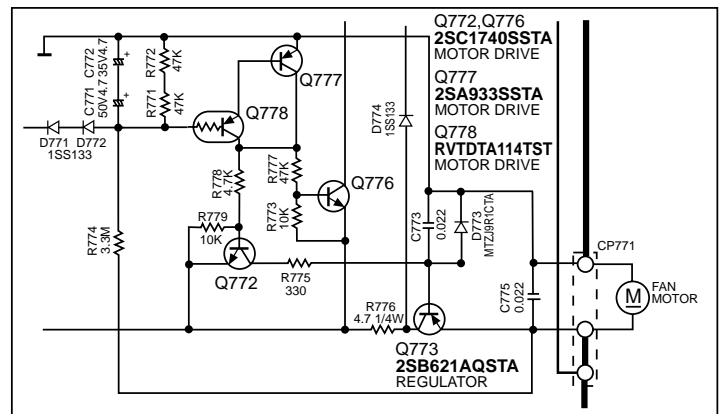 Q772,Q776
2SC1740SSTA
MOTOR DRIVE
Q777
2SA933SSTA
MOTOR DRIVE
Q778
RVTDTA114TST
MOTOR DRIVE
C772
35V4.7
C771
50V4.7
R772
47K
R771
47K
Q777
Q778
D774
1SS133
D771
D772
1SS133
R774
3.3M
R778
4.7K
R777
47K
Q776
R773
10K
R779
10K
Q772
R775
330
C773
0.022
D773
MTZJ9R1CTA
CP771
C775
0.022
M
FAN
MOTOR
R776
4.7 1/4W
Q773
2SB621AQSTA
REGULATOR